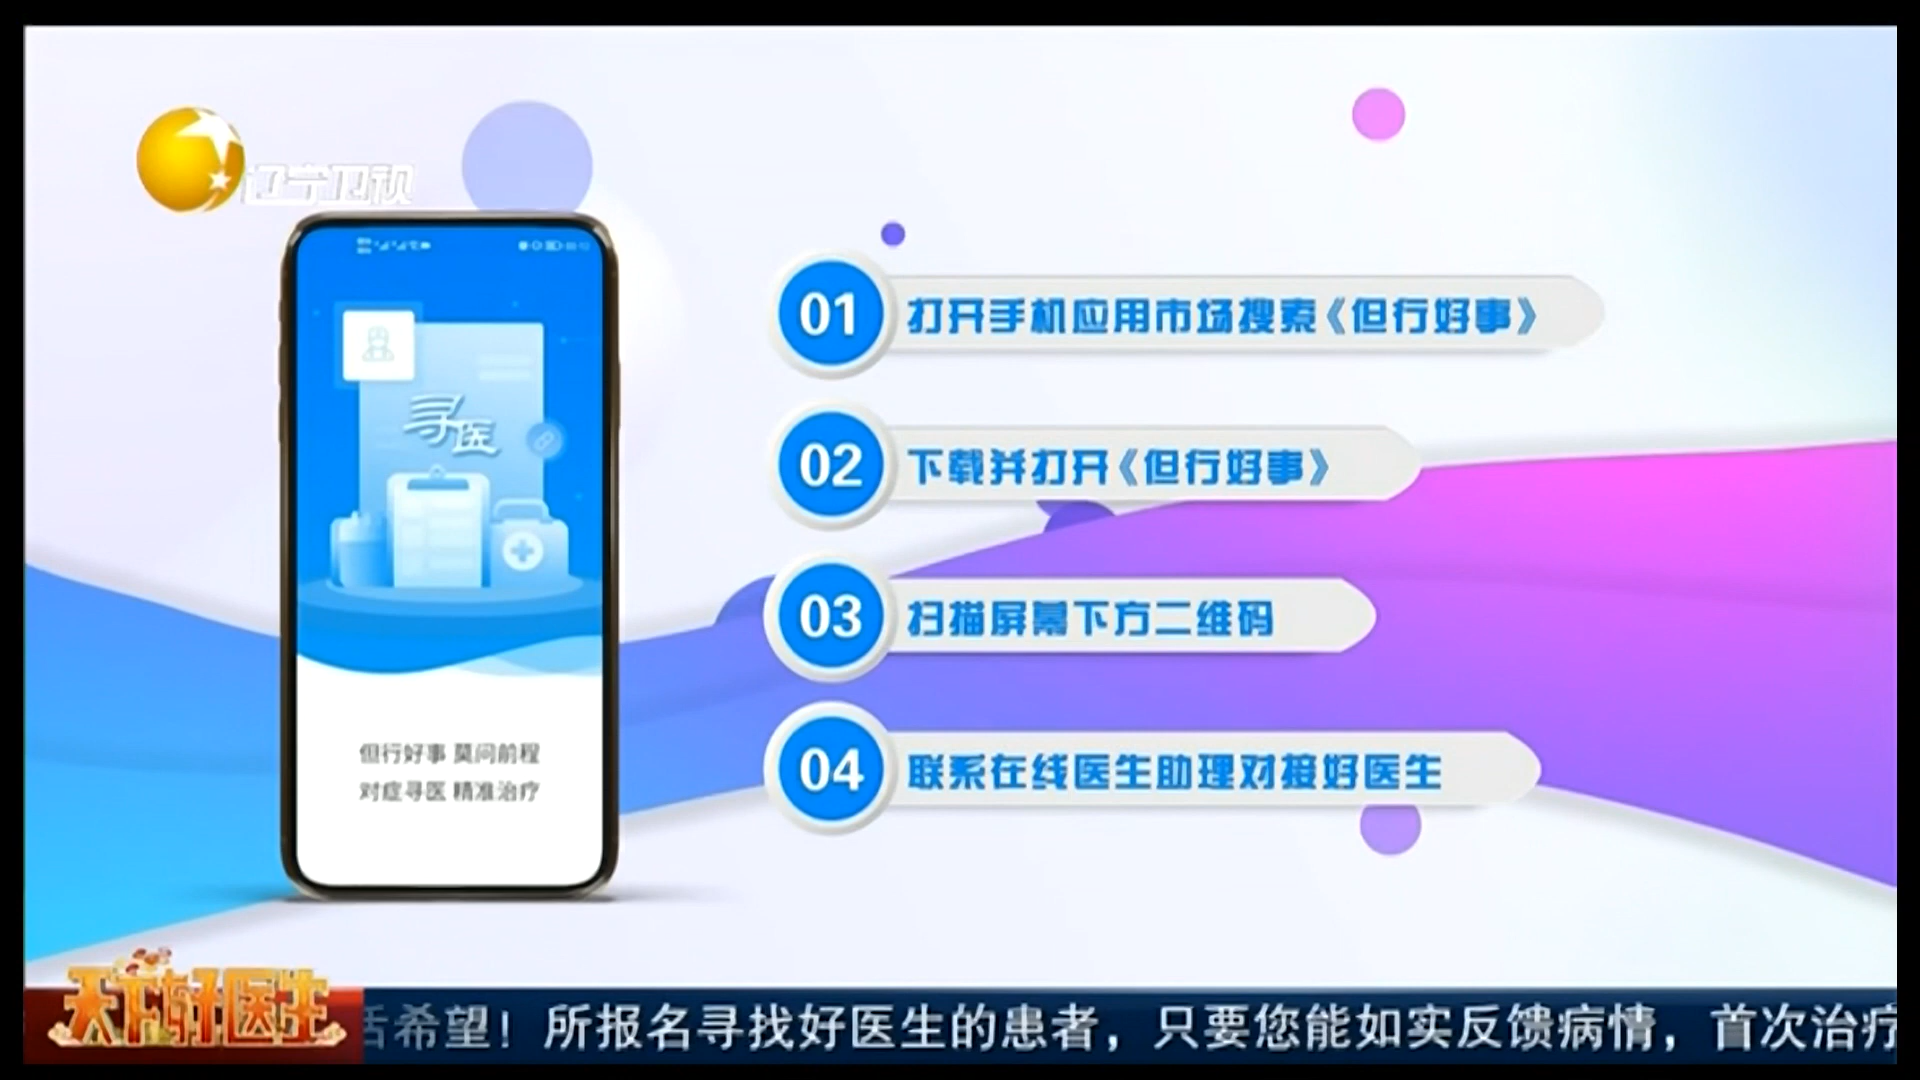 辽宁卫视
01 打开手机应用市场搜索《但行好事》
02 下载并打开《但行好事》
03 扫描屏幕下方二维码
04 联系在线医生助理对接好医生
寻医
但行好事 莫问前程
对症寻医 精准治疗
天下好医生
活希望！所报名寻找好医生的患者，只要您能如实反馈病情，首次治疗